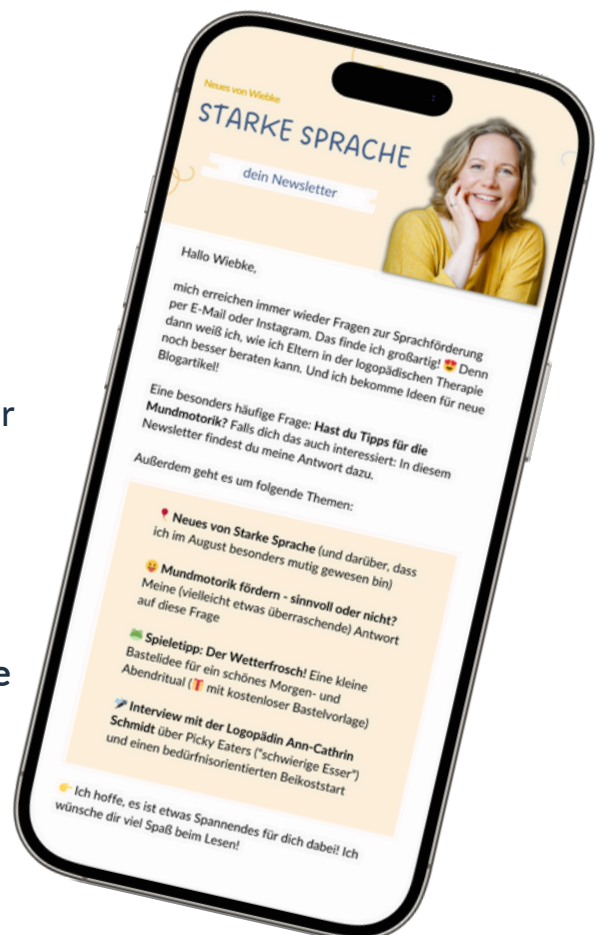 Neues von Wiebke
STARKE SPRACHE
dein Newsletter
Hallo Wiebke,
mich erreichen immer wieder Fragen zur Sprachförderung
per E-Mail oder Instagram. Das finde ich großartig! 😍 Denn
dann weiß ich, wie ich Eltern in der logopädischen Therapie
noch besser beraten kann. Und ich bekomme Ideen für neue
Blogartikel!
Eine besonders häufige Frage: Hast du Tipps für die
Mundmotorik? Falls dich das auch interessiert: In diesem
Newsletter findest du meine Antwort dazu.
Außerdem geht es um folgende Themen:
🎈 Neues von Starke Sprache (und darüber, dass
ich im August besonders mutig gewesen bin)
😛 Mundmotorik fördern - sinnvoll oder nicht?
Meine (vielleicht etwas überraschende) Antwort
auf diese Frage
🐸 Spieletipp: Der Wetterfrosch! Eine kleine
Bastelidee für ein schönes Morgen- und
Abendritual (🎁 mit kostenloser Bastelvorlage)
🎤 Interview mit der Logopädin Ann-Cathrin
Schmidt über Picky Eaters ("schwierige Esser")
und einen bedürfnisorientierten Beikoststart
👉 Ich hoffe, es ist etwas Spannendes für dich dabei! Ich
wünsche dir viel Spaß beim Lesen!
r
e